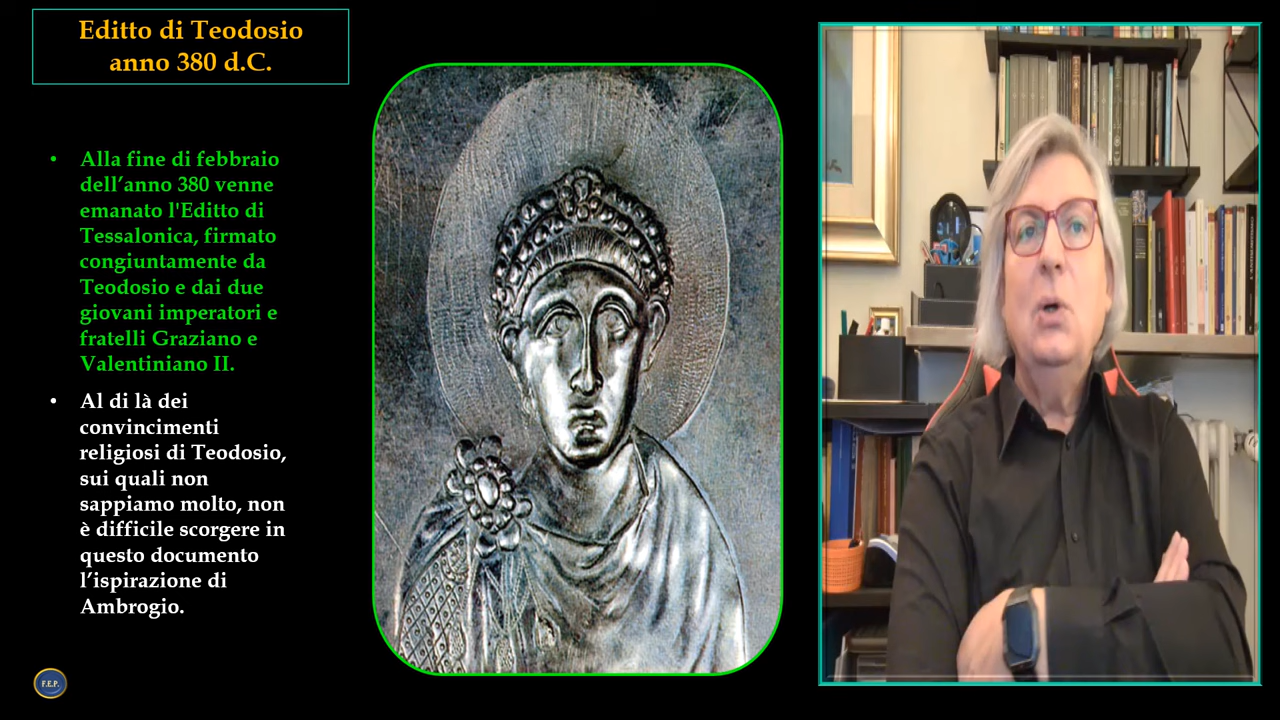 Editto di Teodosio
anno 380 d.C.
• Alla fine di febbraio
dell’anno 380 venne
emanato l'Editto di
Tessalonica, firmato
congiuntamente da
Teodosio e dai due
giovani imperatori e
fratelli Graziano e
Valentiniano II.
• Al di là dei
convincimenti
religiosi di Teodosio,
sui quali non
sappiamo molto, non
è difficile scorgere in
questo documento
l’ispirazione di
Ambrogio.
F.E.P.